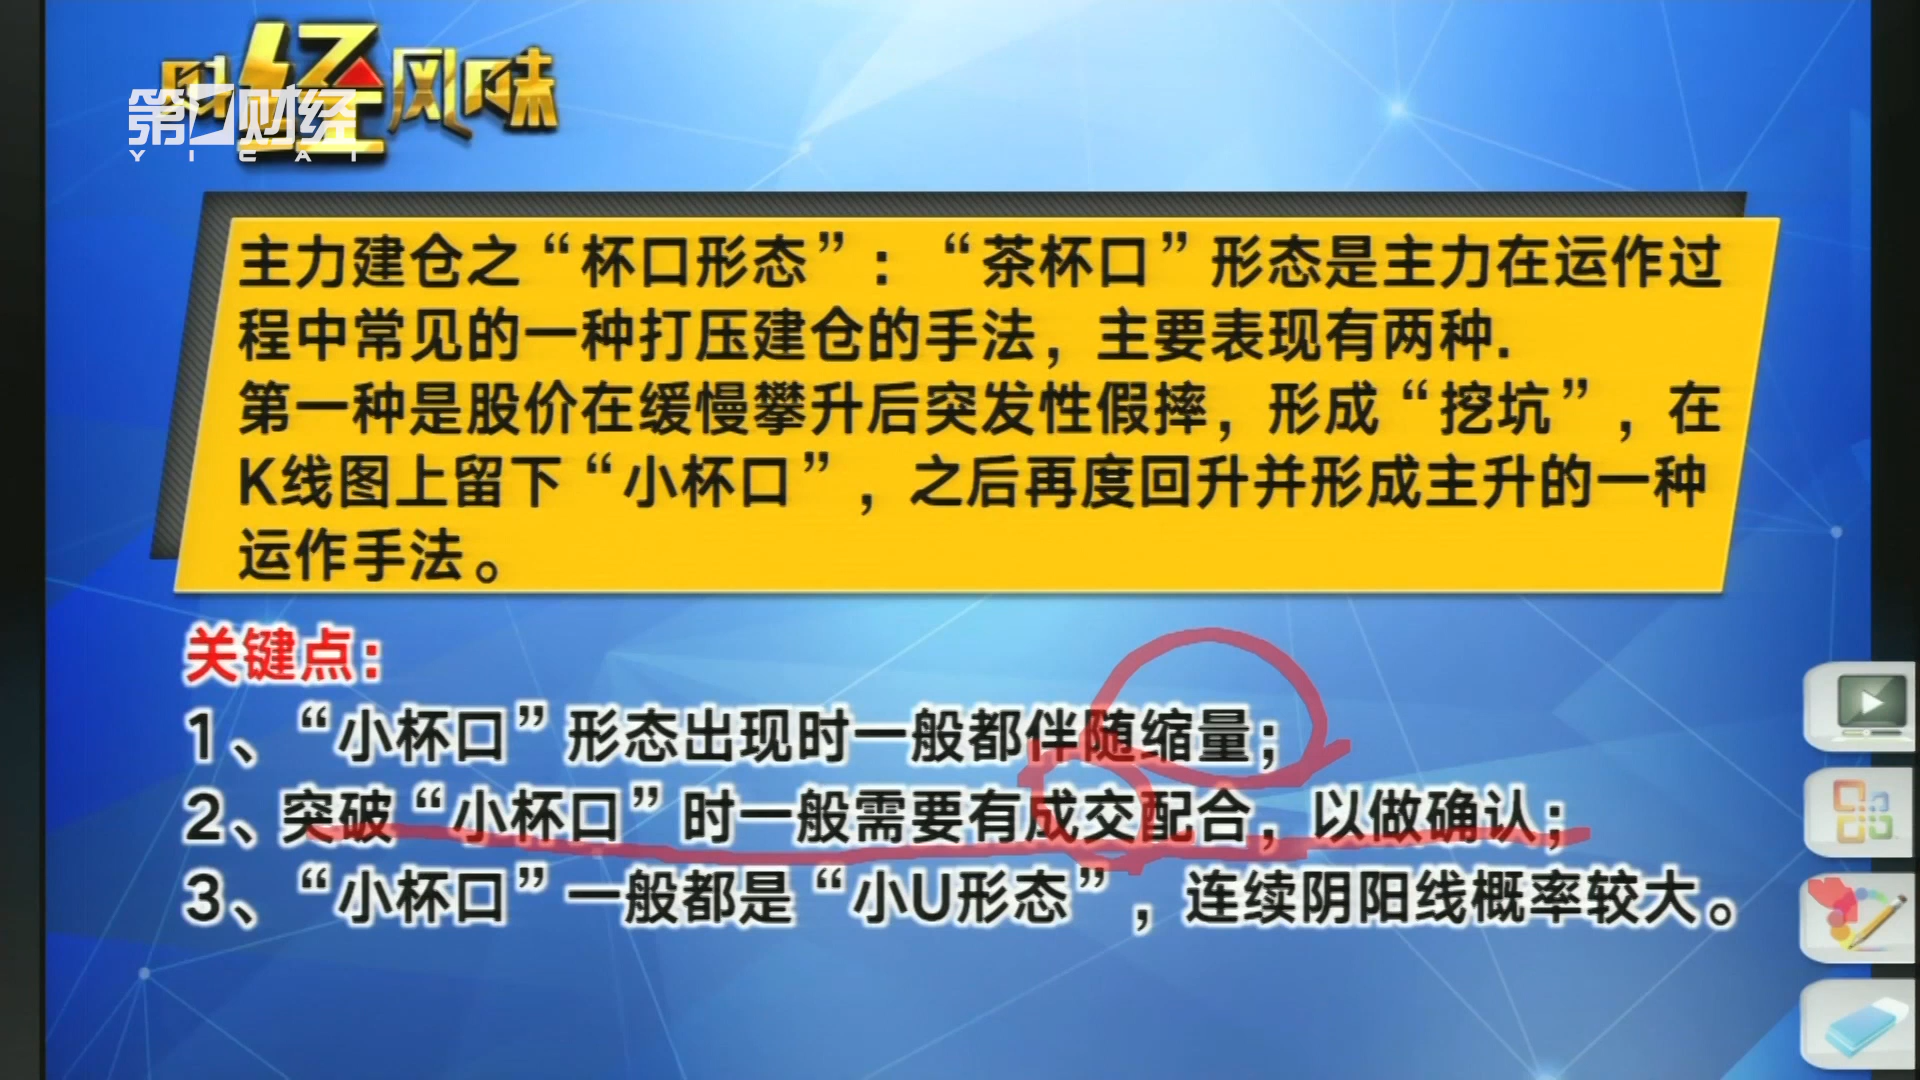 财经风味
第一财经
YICAI
主力建仓之“杯口形态”：“茶杯口”形态是主力在运作过
程中常见的一种打压建仓的手法，主要表现有两种.
第一种是股价在缓慢攀升后突发性假摔，形成“挖坑”，在
K线图上留下“小杯口”，之后再度回升并形成主升的一种
运作手法。
关键点：
1、“小杯口”形态出现时一般都伴随缩量；
2、突破“小杯口”时一般需要有成交配合，以做确认；
3、“小杯口”一般都是“小U形态”，连续阴阳线概率较大。